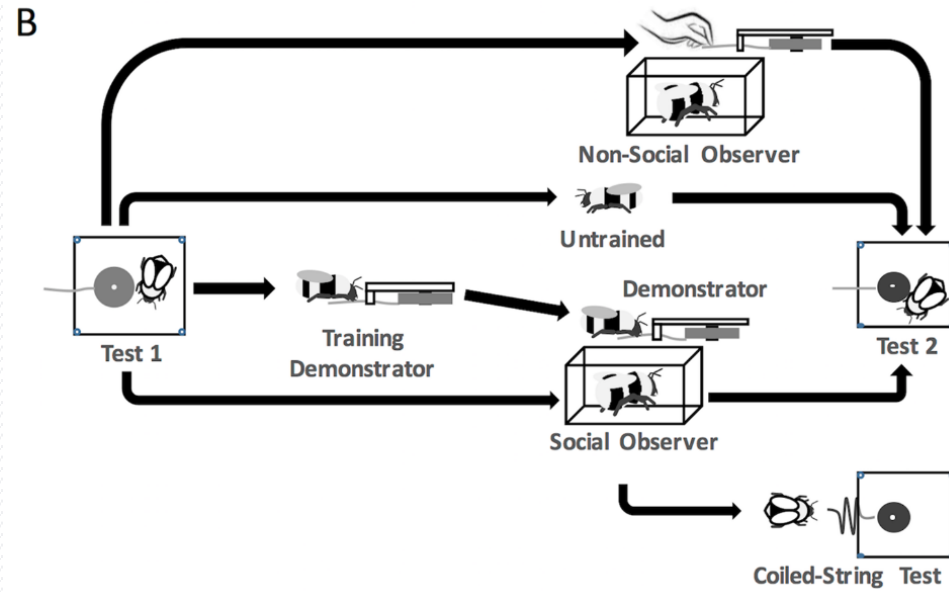 B
Non-Social Observer
Untrained
Demonstrator
Test 1
Training
Demonstrator
Test 2
Social Observer
Coiled-String Test